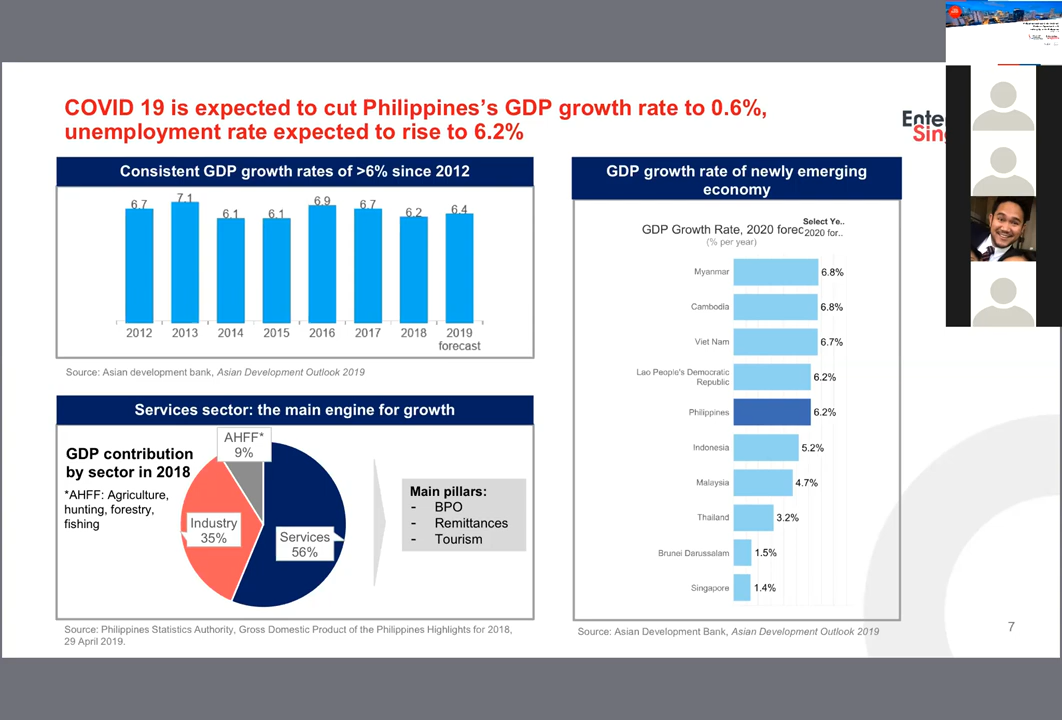 COVID 19 is expected to cut Philippines’s GDP growth rate to 0.6%,
unemployment rate expected to rise to 6.2%
Consistent GDP growth rates of >6% since 2012
6.7
7.1
6.1
6.1
6.9
6.7
6.2
6.4
2012
2013
2014
2015
2016
2017
2018
2019
forecast
Source: Asian development bank, Asian Development Outlook 2019
Services sector: the main engine for growth
GDP contribution
by sector in 2018
*AHFF: Agriculture,
hunting, forestry,
fishing
AHFF*
9%
Industry
35%
Services
56%
Main pillars:
- BPO
- Remittances
- Tourism
Source: Philippines Statistics Authority, Gross Domestic Product of the Philippines Highlights for 2018,
29 April 2019.
GDP growth rate of newly emerging
economy
GDP Growth Rate, 2020 forec
(% per year)
Select Ye..
2020 for..
Myanmar 6.8%
Cambodia 6.8%
Viet Nam 6.7%
Lao People's Democratic
Republic 6.2%
Philippines 6.2%
Indonesia 5.2%
Malaysia 4.7%
Thailand 3.2%
Brunei Darussalam 1.5%
Singapore 1.4%
Source: Asian Development Bank, Asian Development Outlook 2019
7